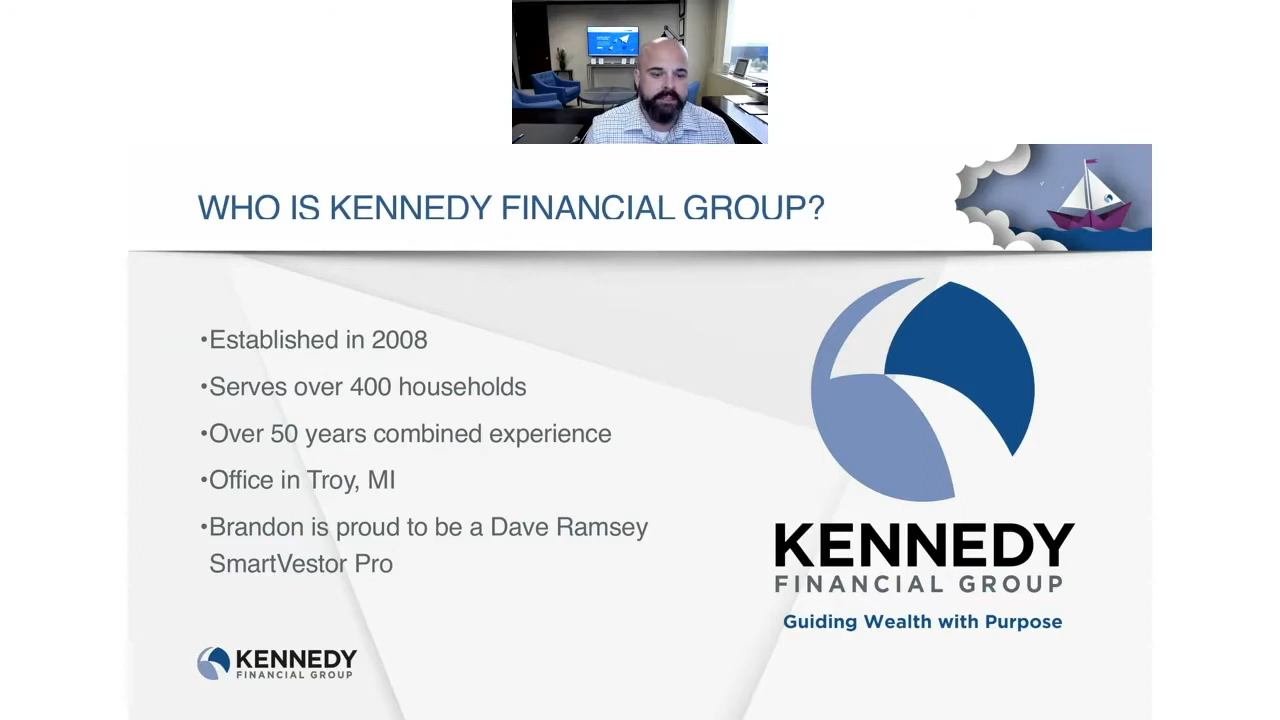 WHO IS KENNEDY FINANCIAL GROUP?
•Established in 2008
•Serves over 400 households
•Over 50 years combined experience
•Office in Troy, MI
•Brandon is proud to be a Dave Ramsey
SmartVestor Pro
KENNEDY
FINANCIAL GROUP
Guiding Wealth with Purpose
KENNEDY
FINANCIAL GROUP